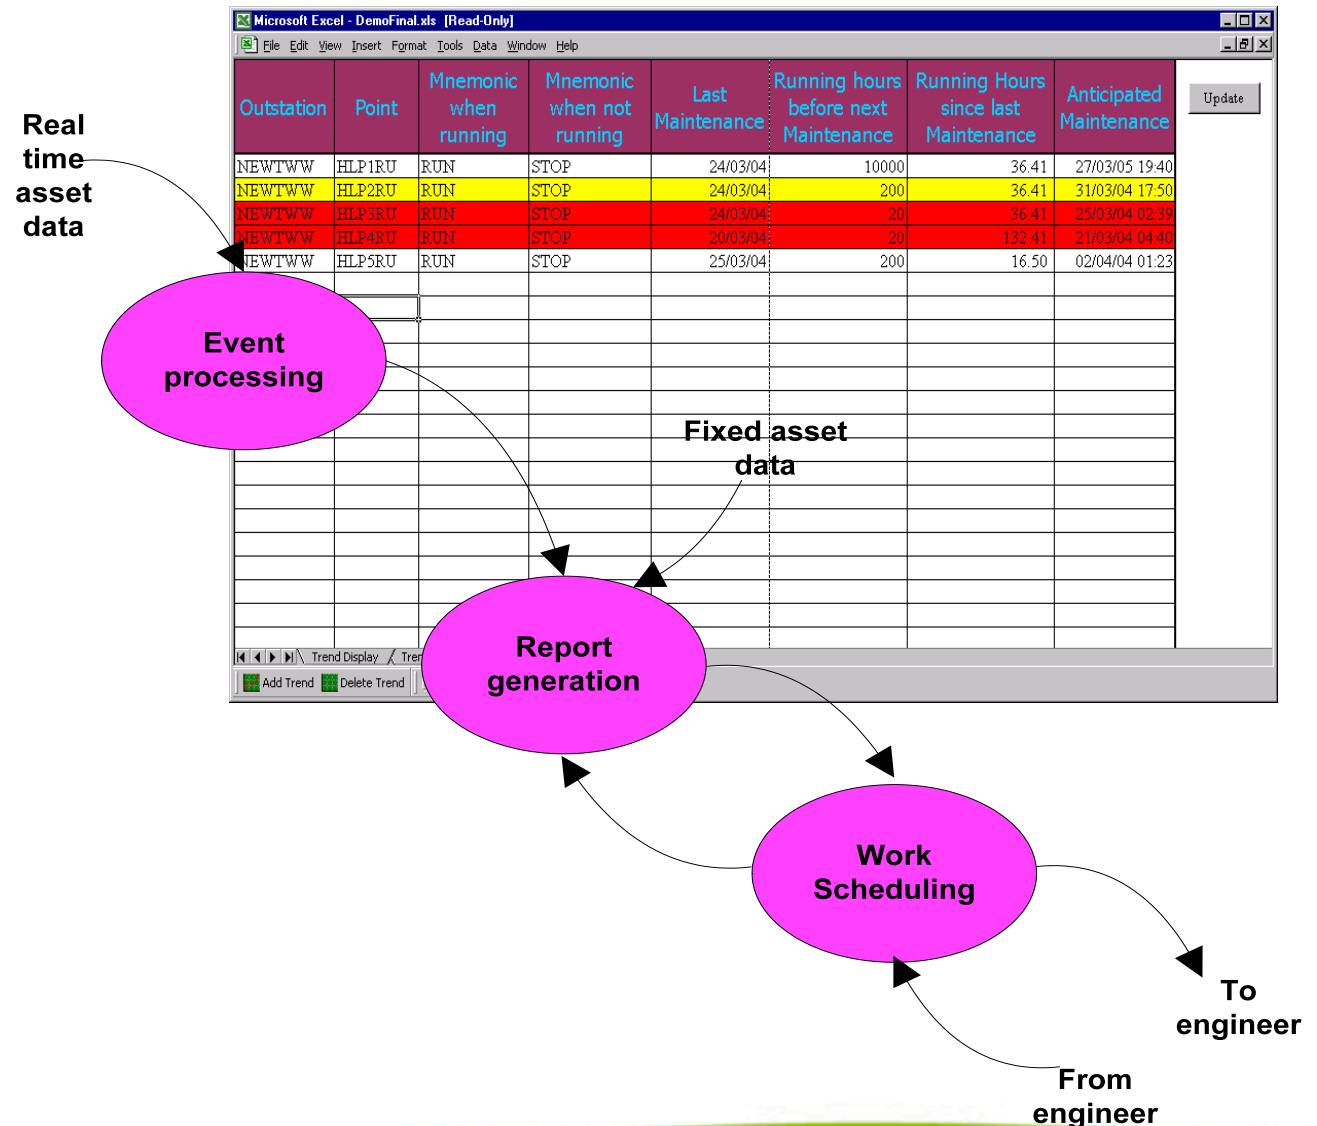 Microsoft Excel - DemoFinal.xls [Read-Only]
File Edit View Insert Format Tools Data Window Help
Outstation Point Mnemonic when running Mnemonic when not running Last Maintenance Running hours before next Maintenance Running Hours since last Maintenance Anticipated Maintenance
Update
NEWTWW HLP1RU RUN STOP 24/03/04 10000 36.41 27/03/05 19:40
NEWTWW HLP2RU RUN STOP 24/03/04 200 36.41 31/03/04 17:50
NEWTWW HLP3RU RUN STOP 24/03/04 20 36.41 25/03/04 02:39
NEWTWW HLP4RU RUN STOP 20/03/04 20 132.41 21/03/04 04:40
NEWTWW HLP5RU RUN STOP 25/03/04 200 16.50 02/04/04 01:23
Real
time
asset
data
Event
processing
Fixed asset
data
Report
generation
Trend Display
Add Trend Delete Trend
Work
Scheduling
To
engineer
From
engineer